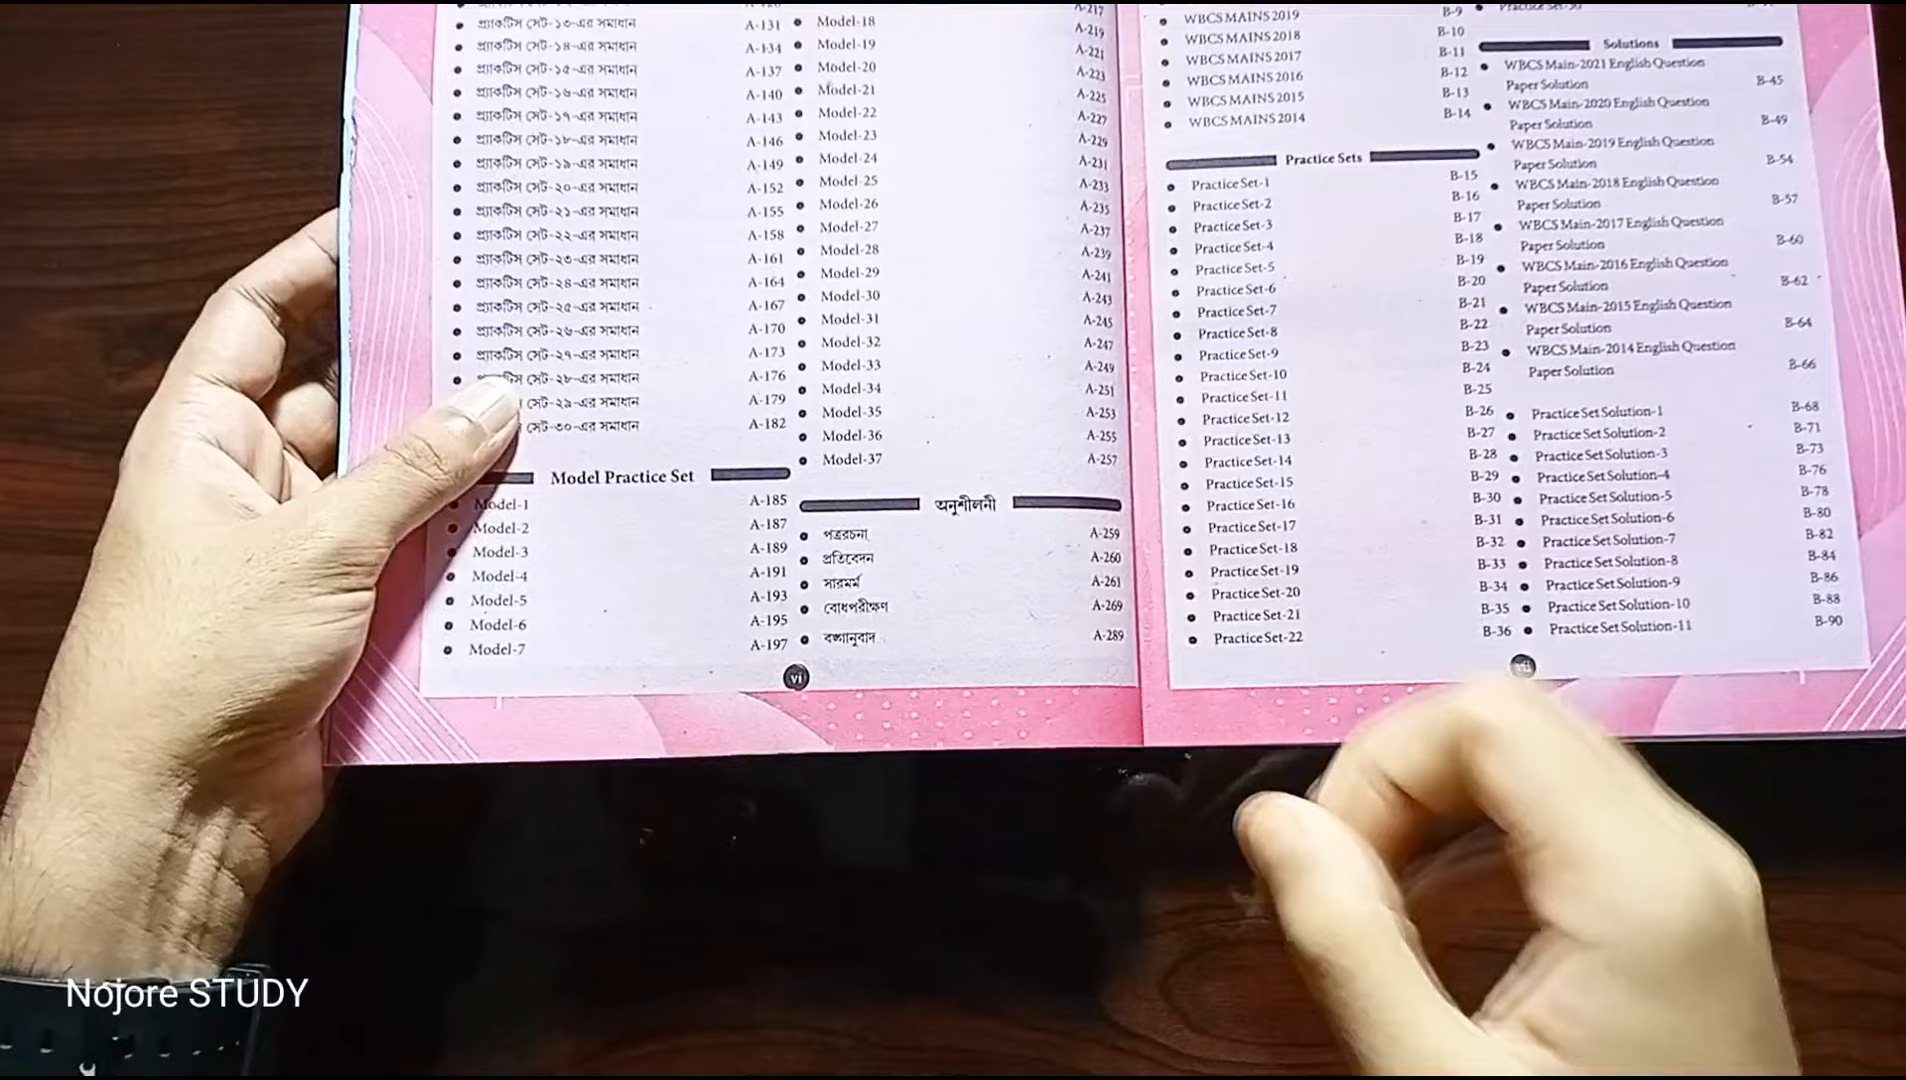 প্র্যাকটিস সেট-১৩-এর সমাধান A-131
প্র্যাকটিস সেট-১৪-এর সমাধান A-134
প্র্যাকটিস সেট-১৫-এর সমাধান A-137
প্র্যাকটিস সেট-১৬-এর সমাধান A-140
প্র্যাকটিস সেট-১৭-এর সমাধান A-143
প্র্যাকটিস সেট-১৮-এর সমাধান A-146
প্র্যাকটিস সেট-১৯-এর সমাধান A-149
প্র্যাকটিস সেট-২০-এর সমাধান A-152
প্র্যাকটিস সেট-২১-এর সমাধান A-155
প্র্যাকটিস সেট-২২-এর সমাধান A-158
প্র্যাকটিস সেট-২৩-এর সমাধান A-161
প্র্যাকটিস সেট-২৪-এর সমাধান A-164
প্র্যাকটিস সেট-২৫-এর সমাধান A-167
প্র্যাকটিস সেট-২৬-এর সমাধান A-170
প্র্যাকটিস সেট-২৭-এর সমাধান A-173
প্র্যাকটিস সেট-২৮-এর সমাধান A-176
সেট-২৯-এর সমাধান A-179
সেট-৩০-এর সমাধান A-182
Model Practice Set
Model-1 A-185
Model-2 A-187
Model-3 A-189
Model-4 A-191
Model-5 A-193
Model-6 A-195
Model-7 A-197
A-217
Model-18 A-219
Model-19 A-221
Model-20 A-223
Model-21 A-225
Model-22 A-227
Model-23 A-229
Model-24 A-231
Model-25 A-233
Model-26 A-235
Model-27 A-237
Model-28 A-239
Model-29 A-241
Model-30 A-243
Model-31 A-245
Model-32 A-247
Model-33 A-249
Model-34 A-251
Model-35 A-253
Model-36 A-255
Model-37 A-257
অনুশীলনী
পত্ররচনা A-259
প্রতিবেদন A-260
সারমর্ম A-261
বোধপরীক্ষণ A-269
বঙ্গানুবাদ A-289
vi
WBCS MAINS 2019 B-9
WBCS MAINS 2018 B-10
WBCS MAINS 2017 B-11
WBCS MAINS 2016 B-12
WBCS MAINS 2015 B-13
WBCS MAINS 2014 B-14
Practice Sets
Practice Set-1 B-15
Practice Set-2 B-16
Practice Set-3 B-17
Practice Set-4 B-18
Practice Set-5 B-19
Practice Set-6 B-20
Practice Set-7 B-21
Practice Set-8 B-22
Practice Set-9 B-23
Practice Set-10 B-24
Practice Set-11 B-25
Practice Set-12 B-26
Practice Set-13 B-27
Practice Set-14 B-28
Practice Set-15 B-29
Practice Set-16 B-30
Practice Set-17 B-31
Practice Set-18 B-32
Practice Set-19 B-33
Practice Set-20 B-34
Practice Set-21 B-35
Practice Set-22 B-36
Practice Set-30
Solutions
WBCS Main-2021 English Question
Paper Solution B-45
WBCS Main-2020 English Question
Paper Solution B-49
WBCS Main-2019 English Question
Paper Solution B-54
WBCS Main-2018 English Question
Paper Solution B-57
WBCS Main-2017 English Question
Paper Solution B-60
WBCS Main-2016 English Question
Paper Solution B-62
WBCS Main-2015 English Question
Paper Solution B-64
WBCS Main-2014 English Question
Paper Solution B-66
Practice Set Solution-1 B-68
Practice Set Solution-2 B-71
Practice Set Solution-3 B-73
Practice Set Solution-4 B-76
Practice Set Solution-5 B-78
Practice Set Solution-6 B-80
Practice Set Solution-7 B-82
Practice Set Solution-8 B-84
Practice Set Solution-9 B-86
Practice Set Solution-10 B-88
Practice Set Solution-11 B-90
vii
Nojore STUDY